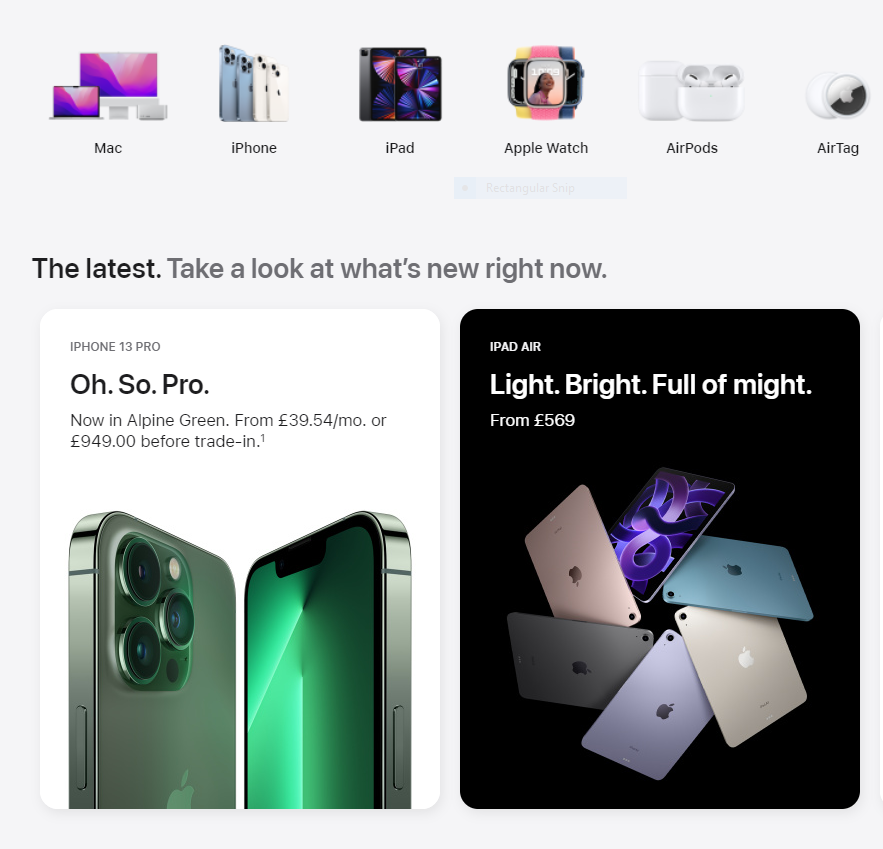 Mac
iPhone
iPad
Apple Watch
AirPods
AirTag
Rectangular Snip
The latest. Take a look at what’s new right now.
IPHONE 13 PRO
Oh. So. Pro.
Now in Alpine Green. From £39.54/mo. or
£949.00 before trade-in.¹
IPAD AIR
Light. Bright. Full of might.
From £569